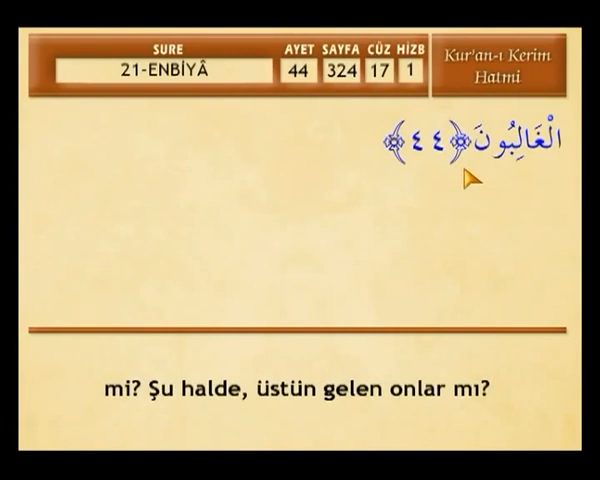 SURE AYET SAYFA CÜZ HİZB
21-ENBİYÂ 44 324 17 1
Kur'an-ı Kerim
Hatmi
الْغَالِبُونَ ﴿٤٤﴾
mi? Şu halde, üstün gelen onlar mı?